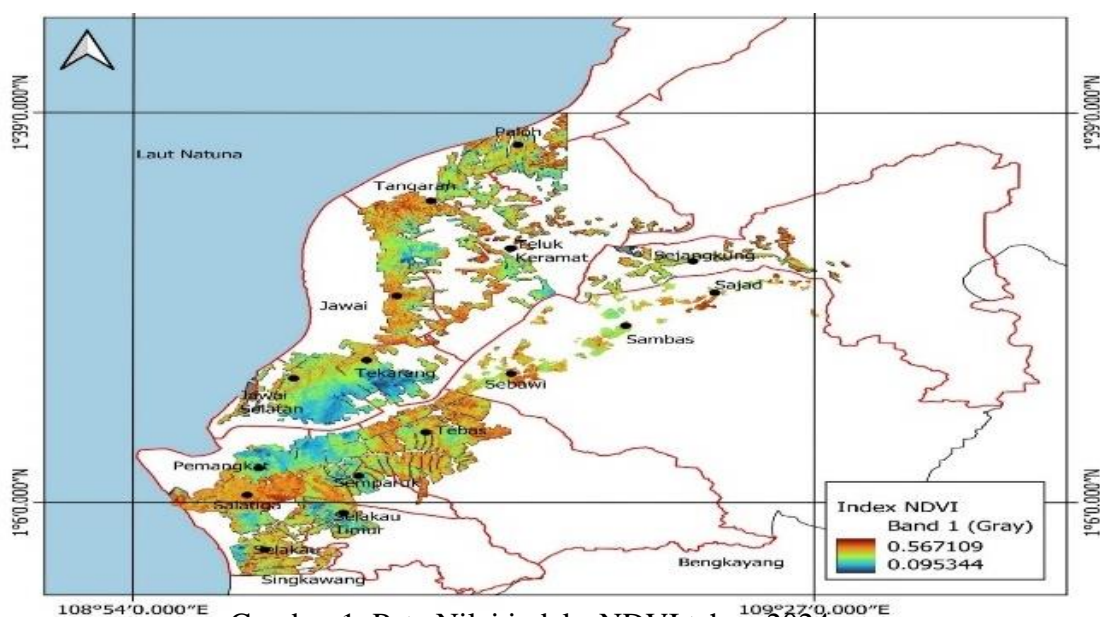 1°39'0.000"N
1°39'0.000"N
Laut Natuna
Paloh
Tangaran
Teluk
Keramat
Sejangkung
Sajad
Jawai
Sambas
Tekarang
Sebawi
Jawai
Selatan
Tebas
Pemangkat
Semparuk
Salatiga
1°6'0.000"N
1°6'0.000"N
Selakau
Timur
Selakau
Singkawang
Bengkayang
Index NDVI
Band 1 (Gray)
0.567109
0.095344
108°54'0.000"E
109°27'0.000"E